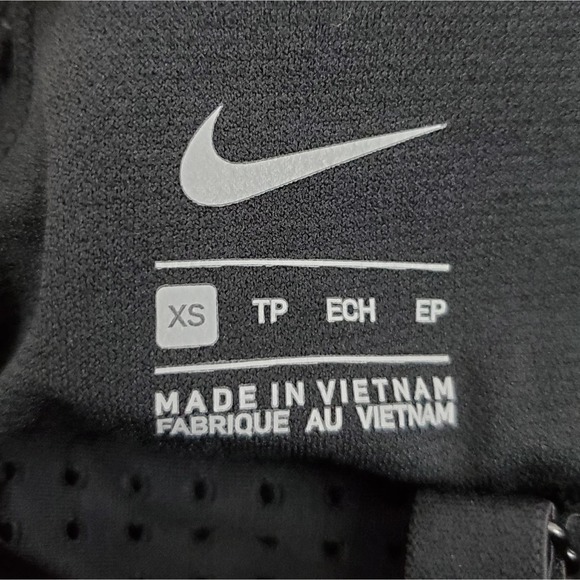 XS TP ECH EP
MADE IN VIETNAM
FABRIQUE AU VIETNAM